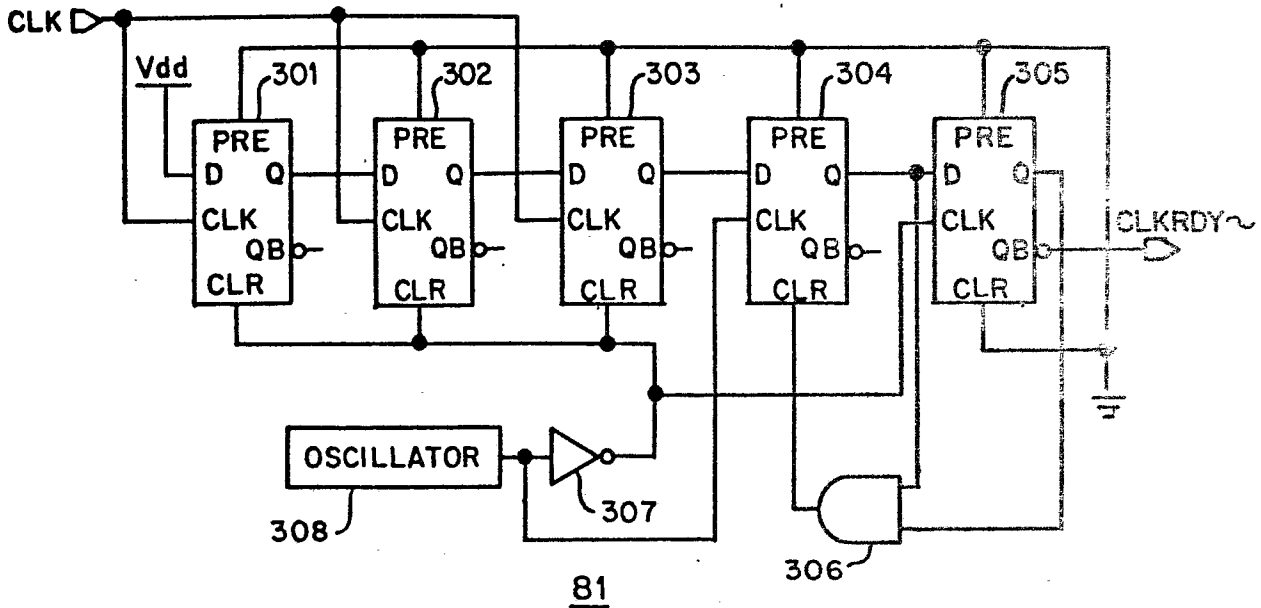 CLK
Vdd
301
302
303
304
305
PRE
PRE
PRE
PRE
PRE
D Q
D Q
D Q
D Q
D Q
CLK
CLK
CLK
CLK
CLK
CLKRDY~
QB
QB
QB
QB
QB
CLR
CLR
CLR
CLR
CLR
OSCILLATOR
307
308
306
81